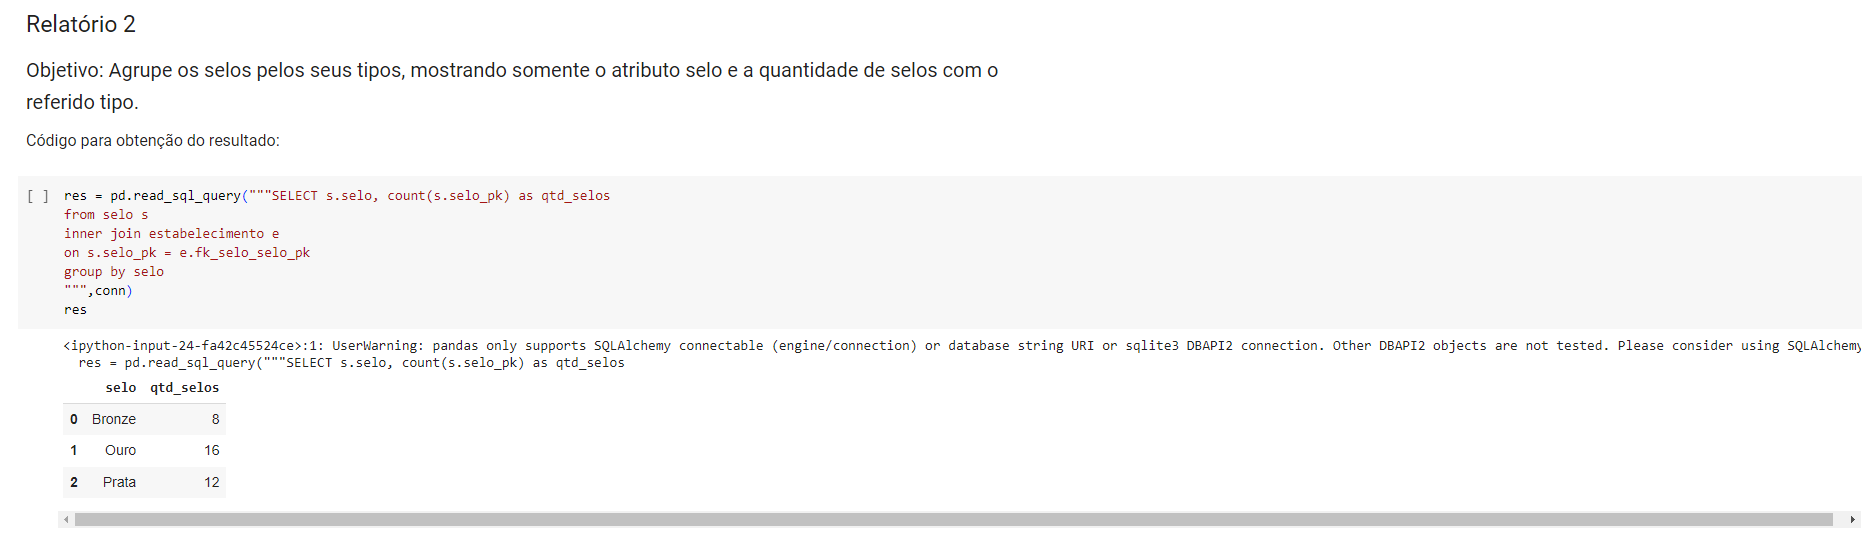 Relatório 2
Objetivo: Agrupe os selos pelos seus tipos, mostrando somente o atributo selo e a quantidade de selos com o
referido tipo.
Código para obtenção do resultado:
[ ] res = pd.read_sql_query("""SELECT s.selo, count(s.selo_pk) as qtd_selos
from selo s
inner join estabelecimento e
on s.selo_pk = e.fk_selo_selo_pk
group by selo
""",conn)
res
<ipython-input-24-fa42c45524ce>:1: UserWarning: pandas only supports SQLAlchemy connectable (engine/connection) or database string URI or sqlite3 DBAPI2 connection. Other DBAPI2 objects are not tested. Please consider using SQLAlchemy
res = pd.read_sql_query("""SELECT s.selo, count(s.selo_pk) as qtd_selos
selo qtd_selos
0 Bronze 8
1 Ouro 16
2 Prata 12